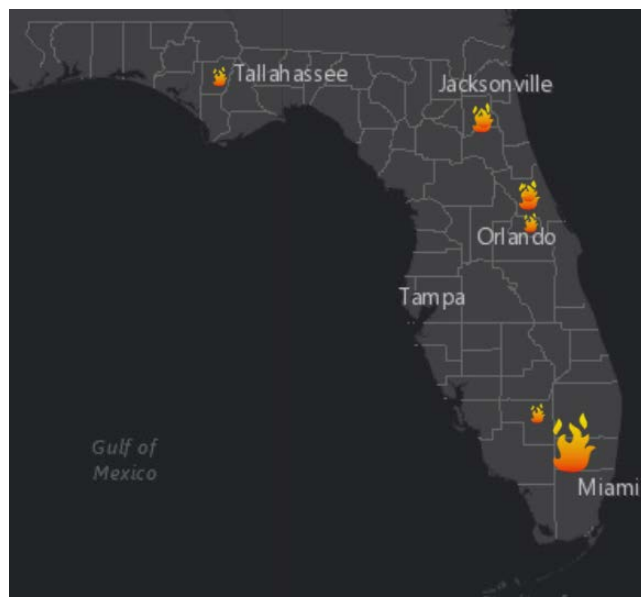 Tallahassee
Jacksonville
Orlando
Tampa
Gulf of
Mexico
Miami